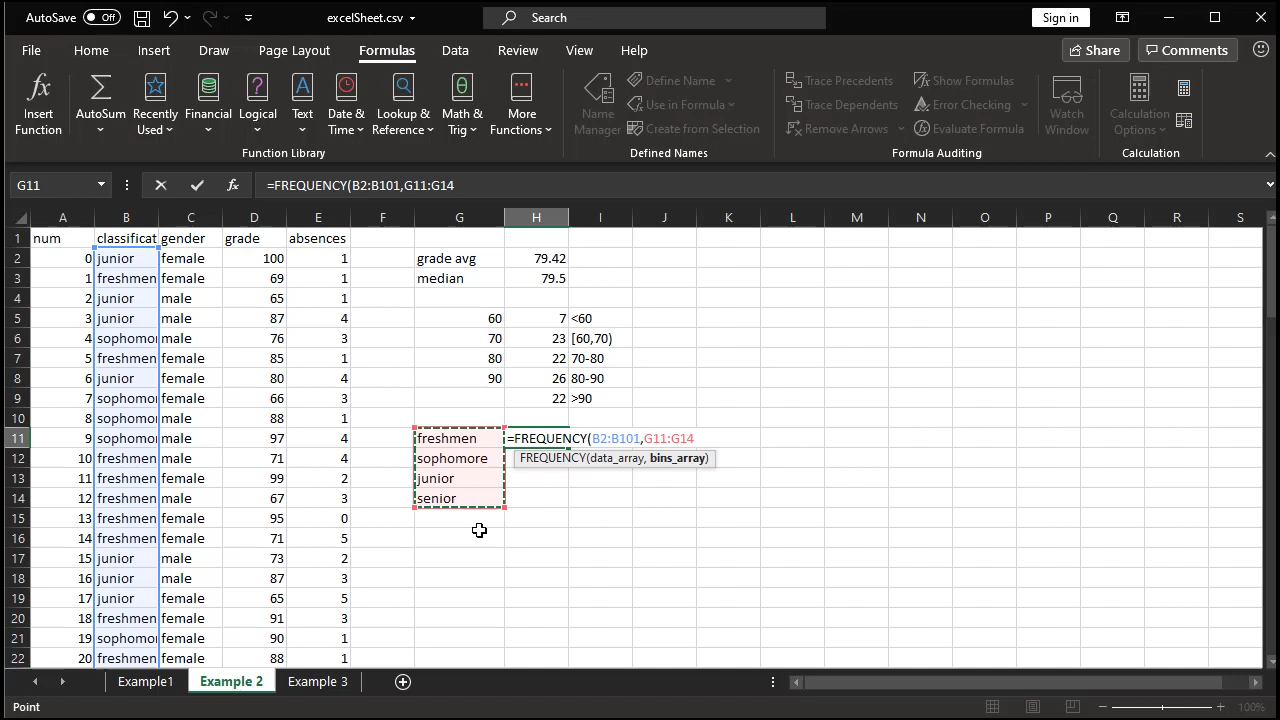 AutoSave Off excelSheet.csv Search Sign in
File Home Insert Draw Page Layout Formulas Data Review View Help Share Comments
Insert Function AutoSum Recently Used Financial Logical Text Date & Time Lookup & Reference Math & Trig More Functions Name Manager Define Name Use in Formula Create from Selection Trace Precedents Trace Dependents Remove Arrows Show Formulas Error Checking Evaluate Formula Watch Window Calculation Options
Function Library Defined Names Formula Auditing Calculation
G11 fx =FREQUENCY(B2:B101,G11:G14
A B C D E F G H I J K L M N O P Q R S
1 num classificat gender grade absences
2 0 junior female 100 1 grade avg 79.42
3 1 freshmen female 69 1 median 79.5
4 2 junior male 65 1
5 3 junior male 87 4 60 7 <60
6 4 sophomor male 76 3 70 23 [60,70)
7 5 freshmen female 85 1 80 22 70-80
8 6 junior female 80 4 90 26 80-90
9 7 sophomor female 66 3 22 >90
10 8 sophomor male 88 1
11 9 sophomor male 97 4 freshmen =FREQUENCY(B2:B101,G11:G14
12 10 freshmen male 71 4 sophomore FREQUENCY(data_array, bins_array)
13 11 freshmen female 99 2 junior
14 12 freshmen male 67 3 senior
15 13 freshmen female 95 0
16 14 freshmen female 71 5
17 15 junior male 73 2
18 16 junior male 87 3
19 17 junior female 65 5
20 18 freshmen female 91 3
21 19 sophomor female 90 1
22 20 freshmen female 88 1
Example1 Example 2 Example 3
Point 100%